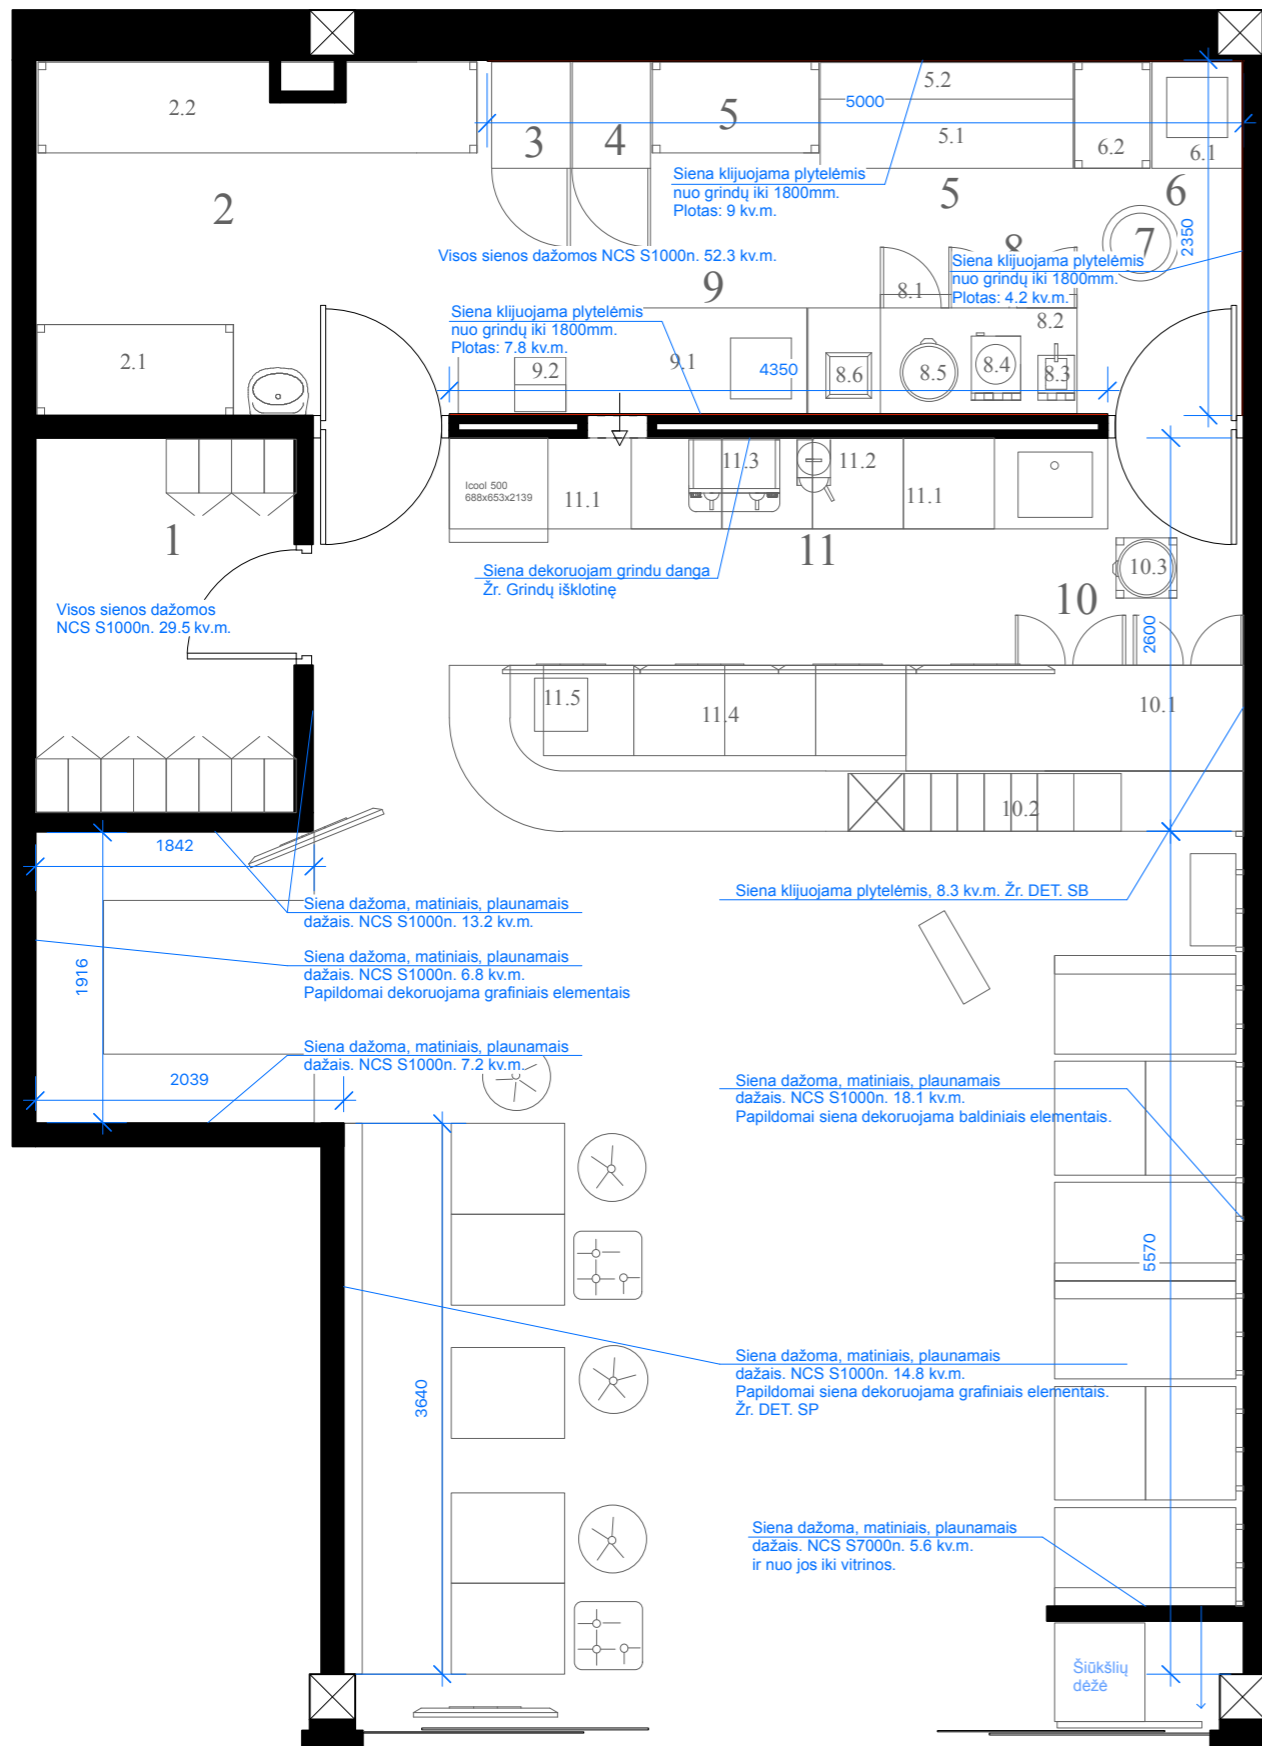 2.2
3
4
5
5.2
5000
5.1
6.2
6.1
2
Siena klijuojama plytelėmis
nuo grindų iki 1800mm.
Plotas: 9 kv.m.
5
6
7
2350
8
Visos sienos dažomos NCS S1000n. 52.3 kv.m.
Siena klijuojama plytelėmis
nuo grindų iki 1800mm.
Plotas: 4.2 kv.m.
9
8.1
8.2
Siena klijuojama plytelėmis
nuo grindų iki 1800mm.
Plotas: 7.8 kv.m.
2.1
9.2
9.1
4350
8.6
8.5
8.4
8.3
Icool 500
688x653x2139
11.1
11.3
11.2
11.1
1
11
Siena dekoruojam grindu danga
Žr. Grindų išklotinę
10.3
10
2600
Visos sienos dažomos
NCS S1000n. 29.5 kv.m.
11.5
11.4
10.1
10.2
1842
Siena dažoma, matiniais, plaunamais
dažais. NCS S1000n. 13.2 kv.m.
Siena klijuojama plytelėmis, 8.3 kv.m. Žr. DET. SB
1916
Siena dažoma, matiniais, plaunamais
dažais. NCS S1000n. 6.8 kv.m.
Papildomai dekoruojama grafiniais elementais
Siena dažoma, matiniais, plaunamais
dažais. NCS S1000n. 7.2 kv.m.
2039
Siena dažoma, matiniais, plaunamais
dažais. NCS S1000n. 18.1 kv.m.
Papildomai siena dekoruojama baldiniais elementais.
5570
3640
Siena dažoma, matiniais, plaunamais
dažais. NCS S1000n. 14.8 kv.m.
Papildomai siena dekoruojama grafiniais elementais.
Žr. DET. SP
Siena dažoma, matiniais, plaunamais
dažais. NCS S7000n. 5.6 kv.m.
ir nuo jos iki vitrinos.
Šiūkšlių
dėžė